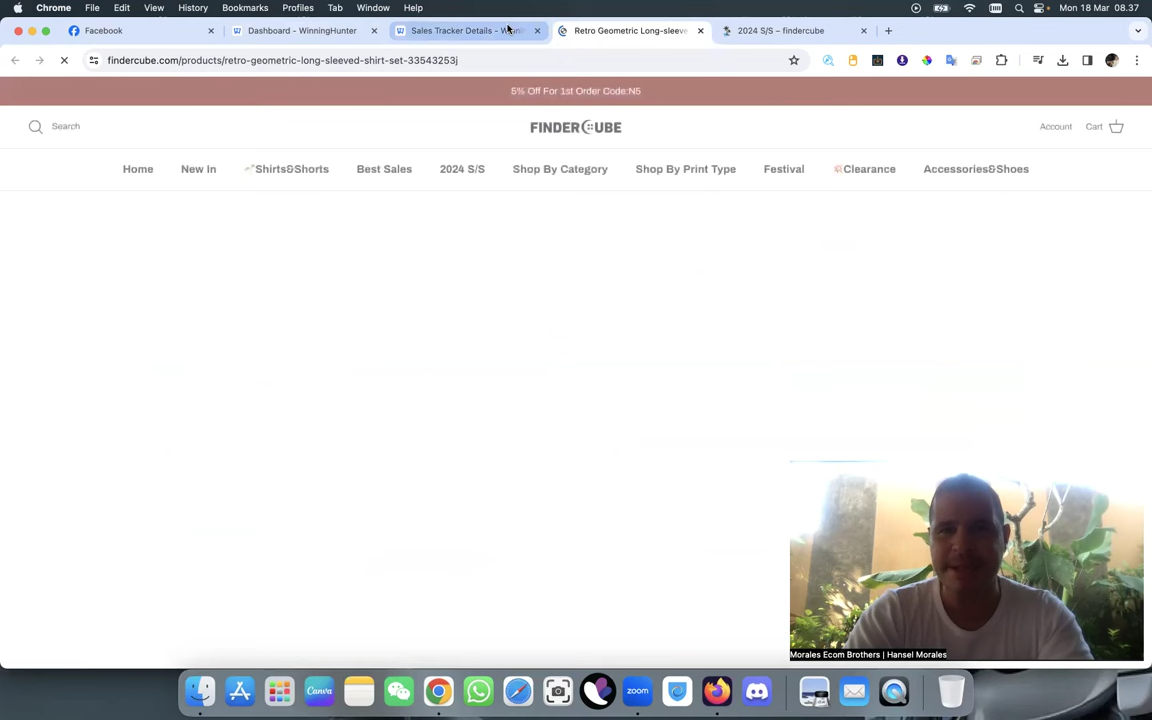 Chrome File Edit View History Bookmarks Profiles Tab Window Help Mon 18 Mar 08.37
Facebook Dashboard - WinningHunter Sales Tracker Details - Retro Geometric Long-sleeve 2024 S/S – findercube
findercube.com/products/retro-geometric-long-sleeved-shirt-set-33543253j
5% Off For 1st Order Code:N5
Search FINDERCUBE Account Cart
Home New In Shirts&Shorts Best Sales 2024 S/S Shop By Category Shop By Print Type Festival Clearance Accessories&Shoes
Morales Ecom Brothers | Hansel Morales
Canva zoom